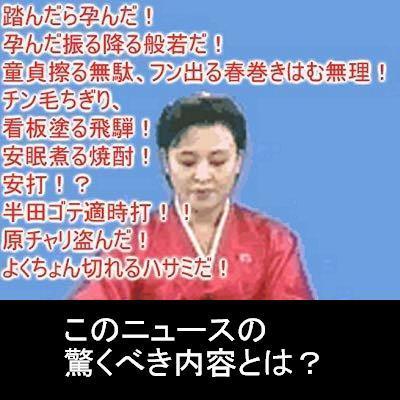 踏んだら孕んだ！
孕んだ振る降る般若だ！
童貞擦る無駄、フン出る春巻きはむ無理！
チン毛ちぎり、
看板塗る飛騨！
安眠煮る焼酎！
安打！？
半田ゴテ適時打！！
原チャリ盗んだ！
よくちょん切れるハサミだ！
このニュースの
驚くべき内容とは？